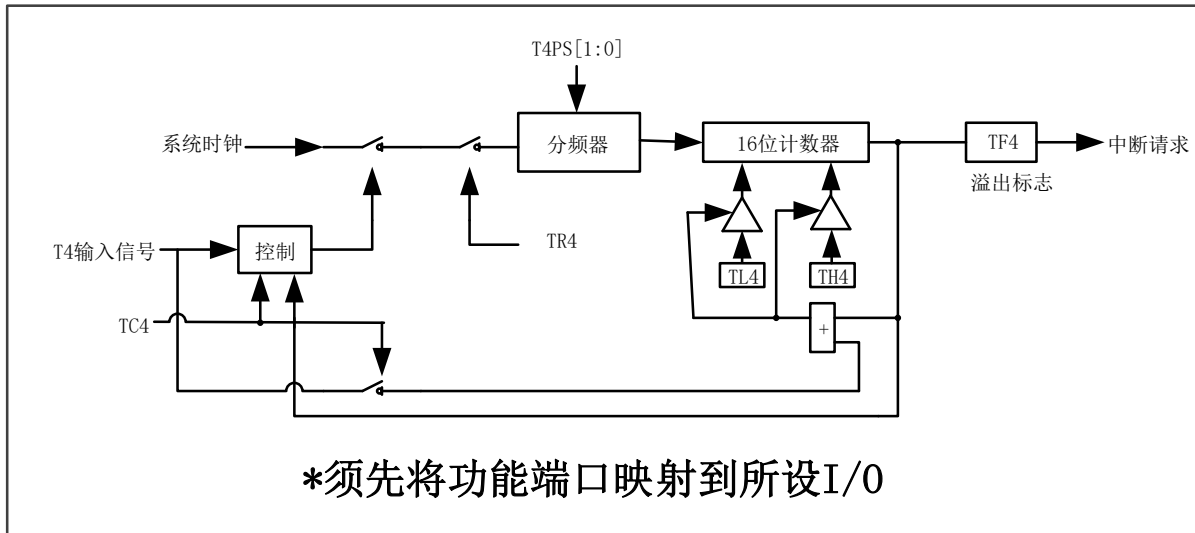 T4PS[1:0]
系统时钟
分频器
16位计数器
TF4
中断请求
溢出标志
T4输入信号
控制
TR4
TL4
TH4
TC4
+
*须先将功能端口映射到所设I/O